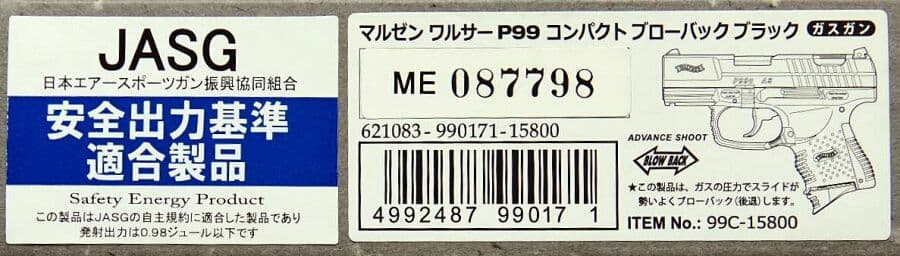 JASG
日本エアースポーツガン振興協同組合
安全出力基準
適合製品
Safety Energy Product
この製品はJASGの自主規約に適合した製品であり
発射出力は0.98ジュール以下です
マルゼン ワルサー P99 コンパクト ブローバック ブラック ガスガン
ME 087798
621083-990171-15800
4992487 99017 1
WALTHER
P99c AS
ADVANCE SHOOT
BLOW BACK
★この製品は、ガスの圧力でスライドが
勢いよくブローバック(後退)します。
ITEM No.: 99C-15800